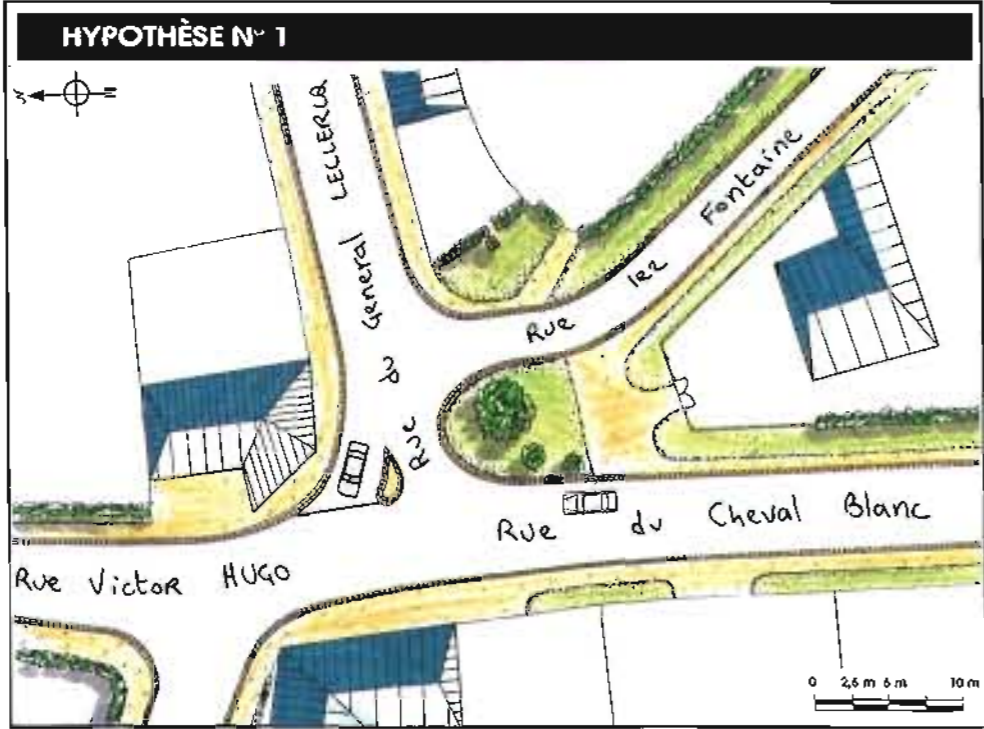 HYPOTHÈSE N° 1
Rue du General LECLERCQ
Rue lez Fontaine
Rue du Cheval Blanc
Rue Victor HUGO
0 2,5 m 5 m 10 m